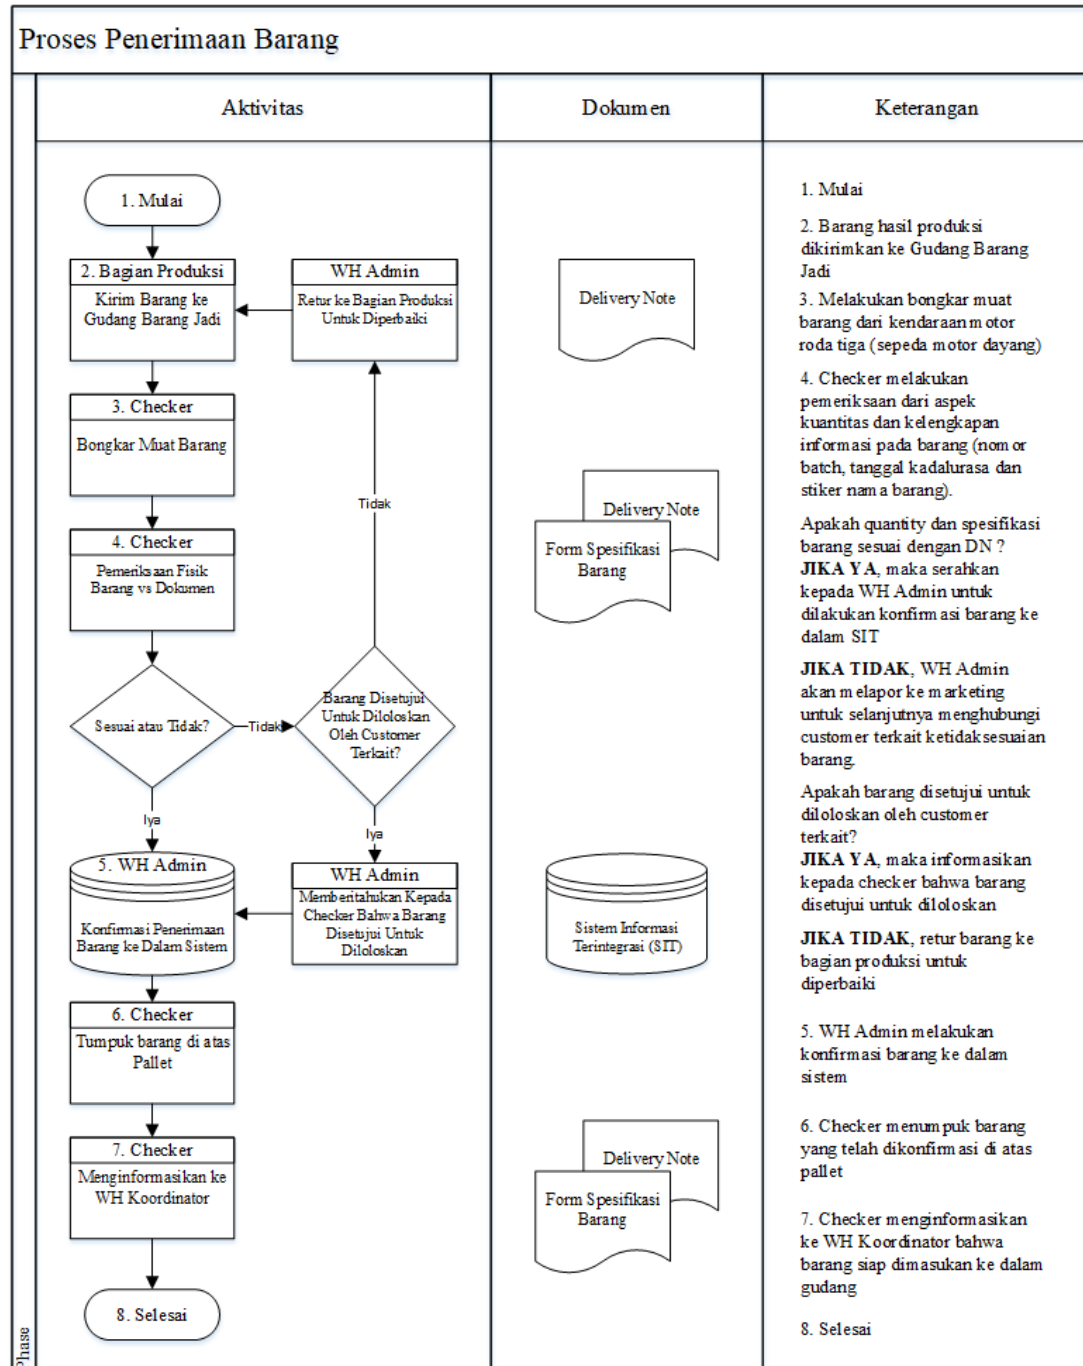 Proses Penerimaan Barang
Aktivitas
Dokumen
Keterangan
1. Mulai
2. Bagian Produksi
Kirim Barang ke
Gudang Barang Jadi
WH Admin
Retur ke Bagian Produksi
Untuk Diperbaiki
3. Checker
Bongkar Muat Barang
4. Checker
Pemeriksaan Fisik
Barang vs Dokumen
Tidak
Sesuai atau Tidak?
Tidak
Barang Disetujui
Untuk Diloloskan
Oleh Customer
Terkait?
Iya
Iya
5. WH Admin
Konfirmasi Penerimaan
Barang ke Dalam Sistem
WH Admin
Memberitahukan Kepada
Checker Bahwa Barang
Disetujui Untuk
Diloloskan
6. Checker
Tumpuk barang di atas
Pallet
7. Checker
Menginformasikan ke
WH Koordinator
8. Selesai
Phase
Delivery Note
Delivery Note
Form Spesifikasi
Barang
Sistem Informasi
Terintegrasi (SIT)
Delivery Note
Form Spesifikasi
Barang
1. Mulai
2. Barang hasil produksi
dikirimkan ke Gudang Barang
Jadi
3. Melakukan bongkar muat
barang dari kendaraan motor
roda tiga (sepeda motor dayang)
4. Checker melakukan
pemeriksaan dari aspek
kuantitas dan kelengkapan
informasi pada barang (nomor
batch, tanggal kadalurasa dan
stiker nama barang).
Apakah quantity dan spesifikasi
barang sesuai dengan DN ?
JIKA YA, maka serahkan
kepada WH Admin untuk
dilakukan konfirmasi barang ke
dalam SIT
JIKA TIDAK, WH Admin
akan melapor ke marketing
untuk selanjutnya menghubungi
customer terkait ketidaksesuaian
barang.
Apakah barang disetujui untuk
diloloskan oleh customer
terkait?
JIKA YA, maka informasikan
kepada checker bahwa barang
disetujui untuk diloloskan
JIKA TIDAK, retur barang ke
bagian produksi untuk
diperbaiki
5. WH Admin melakukan
konfirmasi barang ke dalam
sistem
6. Checker menumpuk barang
yang telah dikonfirmasi di atas
pallet
7. Checker menginformasikan
ke WH Koordinator bahwa
barang siap dimasukan ke dalam
gudang
8. Selesai